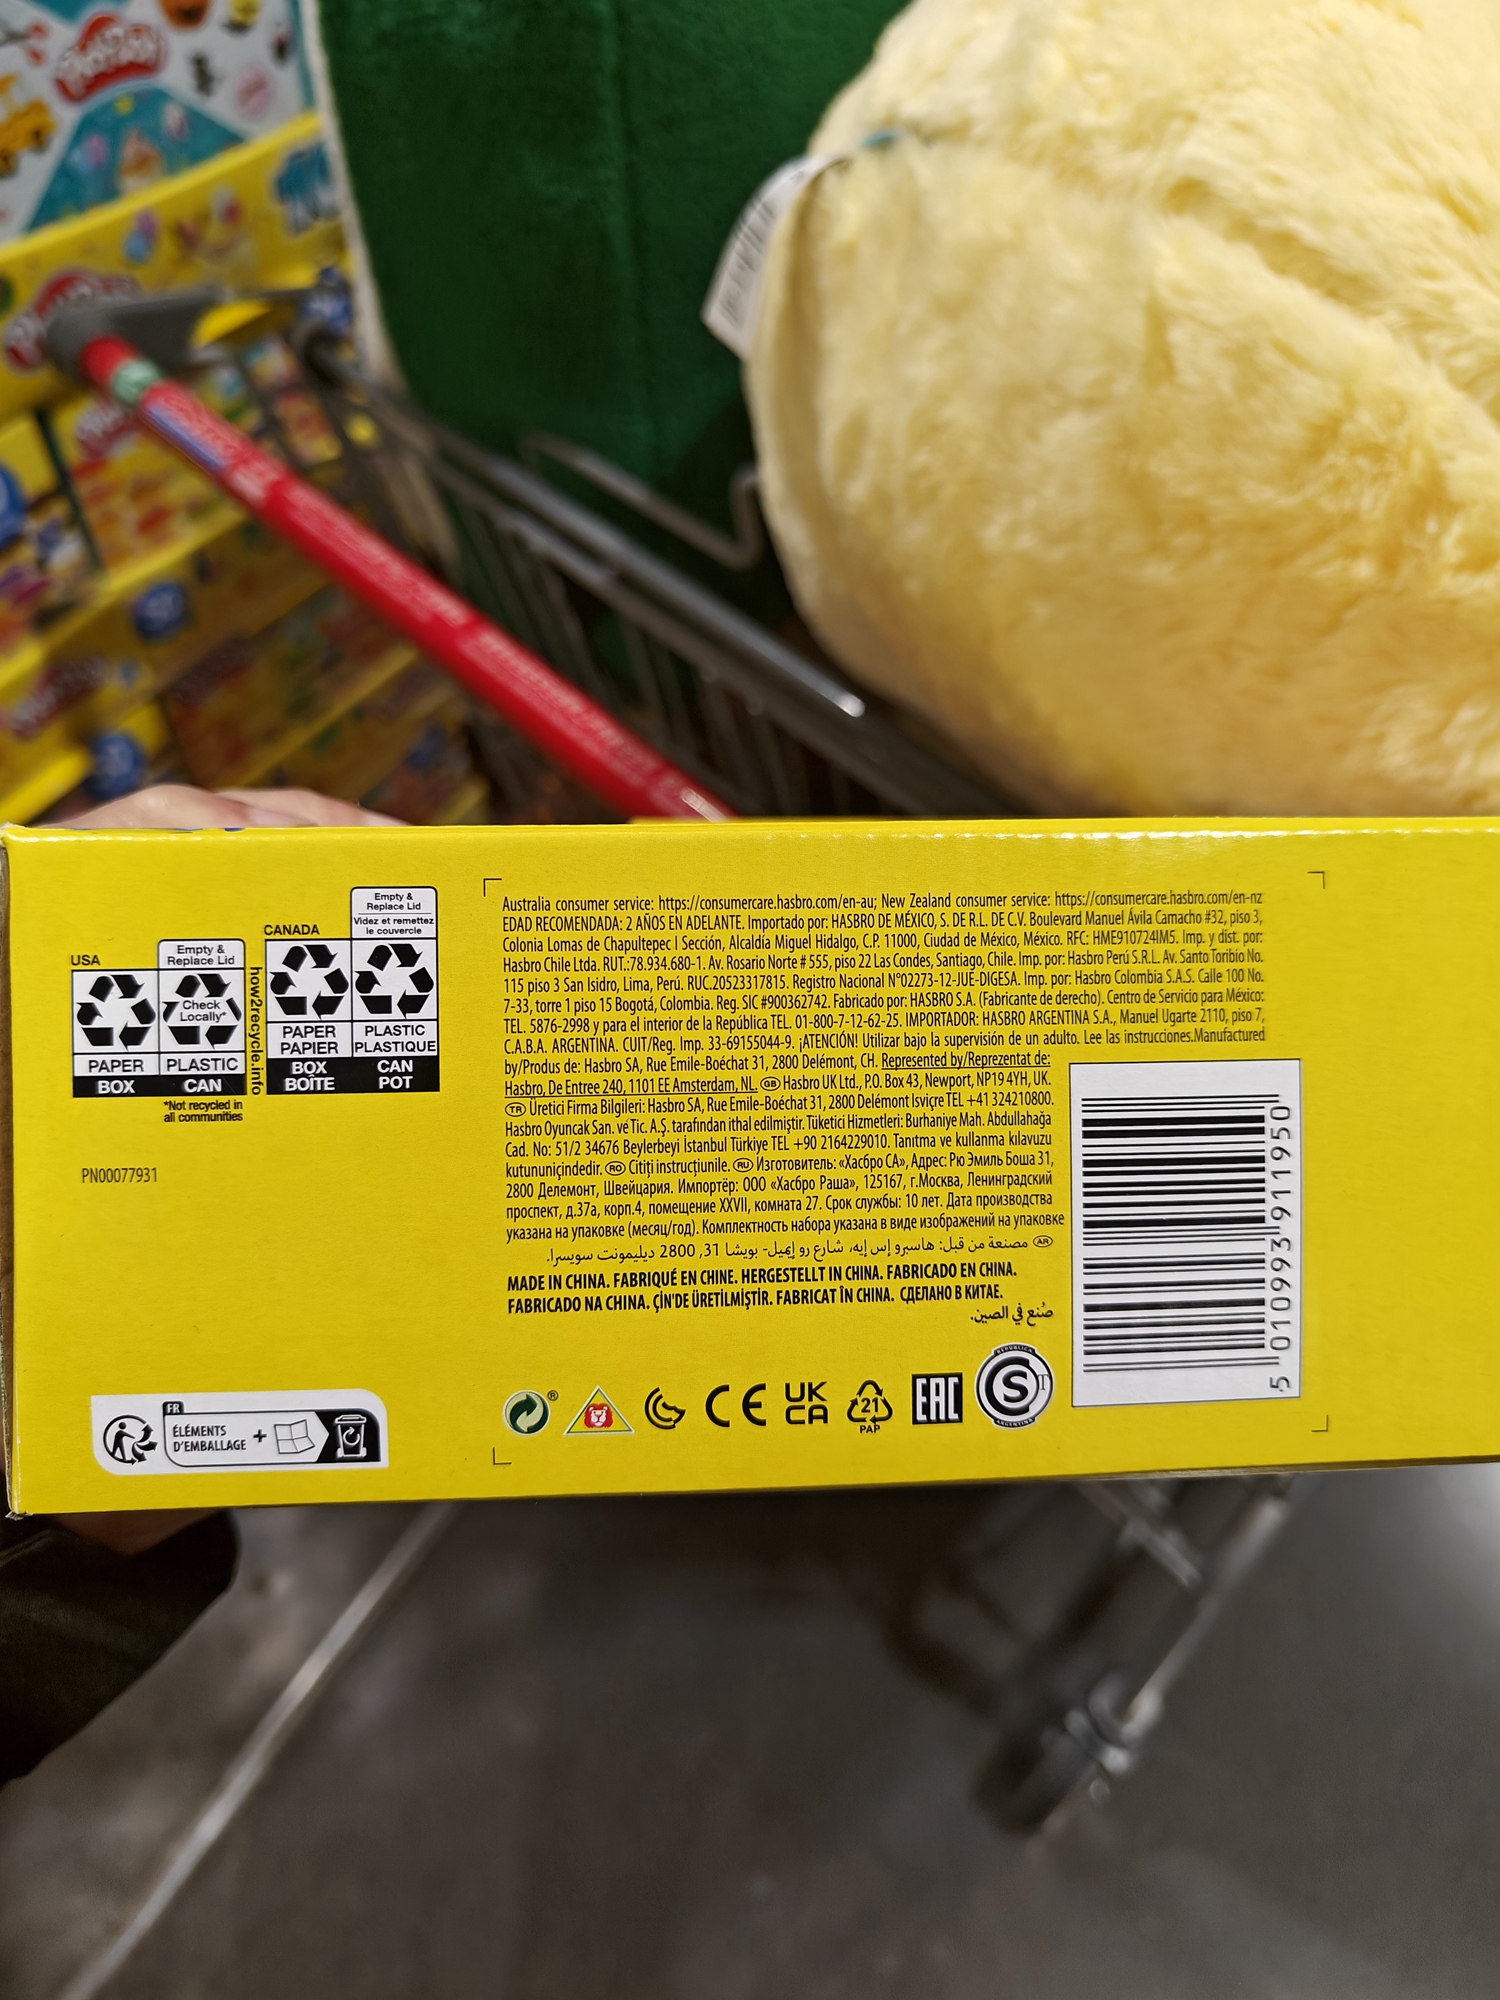 USA
Empty &
Replace Lid
Check
Locally*
PAPER
PLASTIC
BOX
CAN
*Not recycled in
all communities
how2recycle.info
CANADA
Empty &
Replace Lid
Videz et remettez
le couvercle
PAPER
PAPIER
PLASTIC
PLASTIQUE
BOX
BOÎTE
CAN
POT
PN00077931
Australia consumer service: https://consumercare.hasbro.com/en-au; New Zealand consumer service: https://consumercare.hasbro.com/en-nz
EDAD RECOMENDADA: 2 AÑOS EN ADELANTE. Importado por: HASBRO DE MÉXICO, S. DE R.L. DE C.V. Boulevard Manuel Ávila Camacho #32, piso 3,
Colonia Lomas de Chapultepec I Sección, Alcaldía Miguel Hidalgo, C.P. 11000, Ciudad de México, México. RFC: HME910724IM5. Imp. y dist. por:
Hasbro Chile Ltda. RUT.:78.934.680-1. Av. Rosario Norte # 555, piso 22 Las Condes, Santiago, Chile. Imp. por: Hasbro Perú S.R.L. Av. Santo Toribio No.
115 piso 3 San Isidro, Lima, Perú. RUC.20523317815. Registro Nacional N°02273-12-JUE-DIGESA. Imp. por: Hasbro Colombia S.A.S. Calle 100 No.
7-33, torre 1 piso 15 Bogotá, Colombia. Reg. SIC #900362742. Fabricado por: HASBRO S.A. (Fabricante de derecho). Centro de Servicio para México:
TEL. 5876-2998 y para el interior de la República TEL. 01-800-7-12-62-25. IMPORTADOR: HASBRO ARGENTINA S.A., Manuel Ugarte 2110, piso 7,
C.A.B.A. ARGENTINA. CUIT/Reg. Imp. 33-69155044-9. ¡ATENCIÓN! Utilizar bajo la supervisión de un adulto. Lee las instrucciones.Manufactured
by/Produs de: Hasbro SA, Rue Emile-Boéchat 31, 2800 Delémont, CH. Represented by/Reprezentat de:
Hasbro, De Entree 240, 1101 EE Amsterdam, NL. GB Hasbro UK Ltd., P.O. Box 43, Newport, NP19 4YH, UK.
TR Üretici Firma Bilgileri: Hasbro SA, Rue Emile-Boéchat 31, 2800 Delémont İsviçre TEL +41 324210800.
Hasbro Oyuncak San. ve Tic. A.Ş. tarafından ithal edilmiştir. Tüketici Hizmetleri: Burhaniye Mah. Abdullahağa
Cad. No: 51/2 34676 Beylerbeyi İstanbul Türkiye TEL +90 2164229010. Tanıtma ve kullanma kılavuzu
kutununiçindedir. RO Citiți instrucțiunile. RU Изготовитель: «Хасбро СА», Адрес: Рю Эмиль Боша 31,
2800 Делемонт, Швейцария. Импортёр: ООО «Хасбро Раша», 125167, г.Москва, Ленинградский
проспект, д.37а, корп.4, помещение XXVII, комната 27. Срок службы: 10 лет. Дата производства
указана на упаковке (месяц/год). Комплектность набора указана в виде изображений на упаковке
AR مصنعة من قبل: هاسبرو إس إيه، شارع رو إيميل- بويشا 31, 2800 ديليمونت سويسرا.
MADE IN CHINA. FABRIQUÉ EN CHINE. HERGESTELLT IN CHINA. FABRICADO EN CHINA.
FABRICADO NA CHINA. ÇİN'DE ÜRETİLMİŞTİR. FABRICAT ÎN CHINA. СДЕЛАНО В КИТАЕ.
صُنع في الصين.
5 010993 911950
FR
ÉLÉMENTS
D'EMBALLAGE
+
®
CE
UK
CA
21
PAP
EAC
REPUBLICA
S
T
ARGENTINA